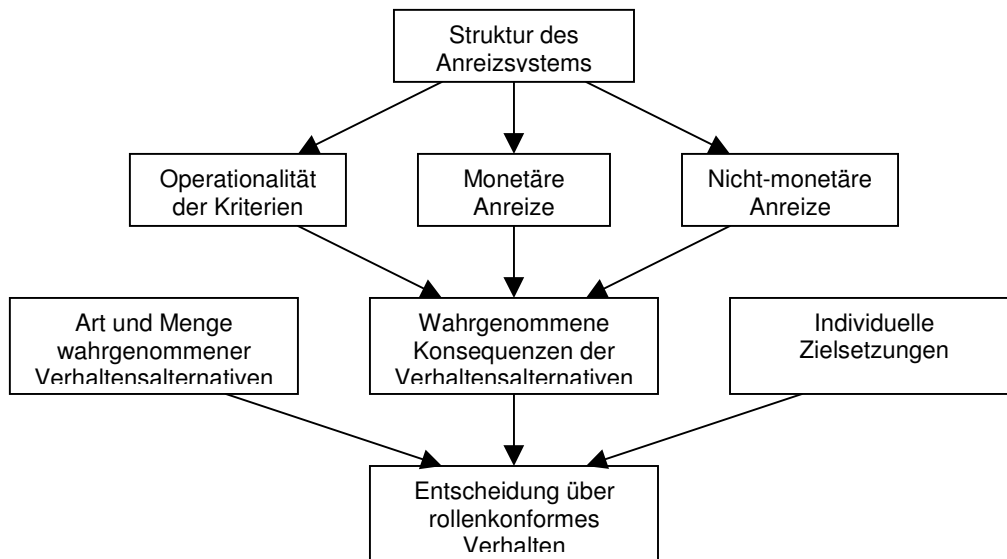 Struktur des
Anreizsystems
Operationalität
der Kriterien
Monetäre
Anreize
Nicht-monetäre
Anreize
Art und Menge
wahrgenommener
Verhaltensalternativen
Wahrgenommene
Konsequenzen der
Verhaltensalternativen
Individuelle
Zielsetzungen
Entscheidung über
rollenkonformes
Verhalten